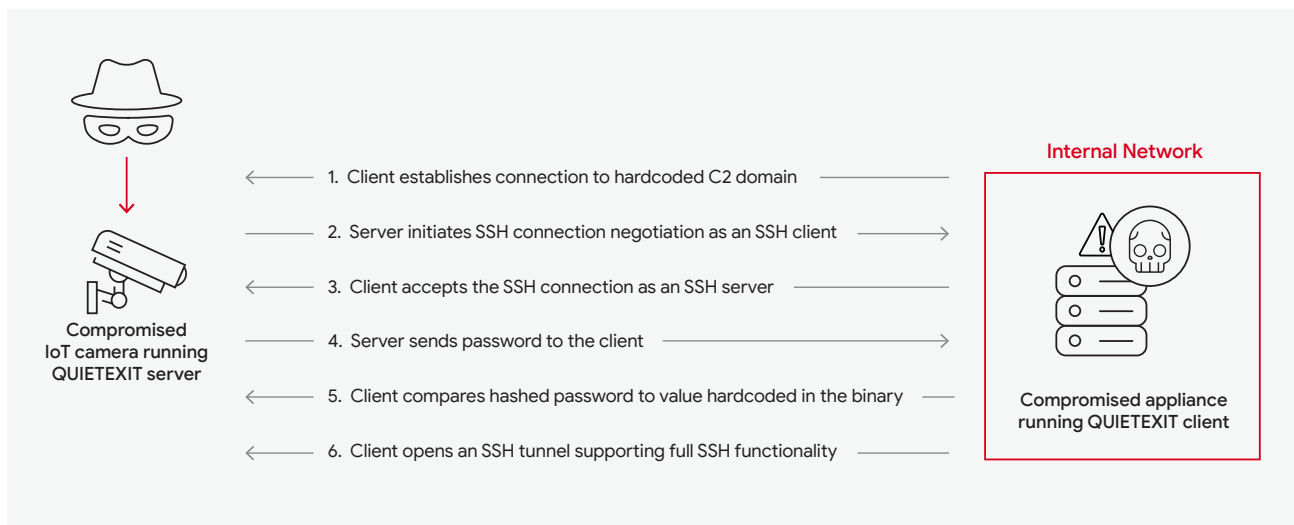 Internal Network
1. Client establishes connection to hardcoded C2 domain
2. Server initiates SSH connection negotiation as an SSH client
3. Client accepts the SSH connection as an SSH server
4. Server sends password to the client
5. Client compares hashed password to value hardcoded in the binary
6. Client opens an SSH tunnel supporting full SSH functionality
Compromised
IoT camera running
QUIETEXIT server
Compromised appliance
running QUIETEXIT client